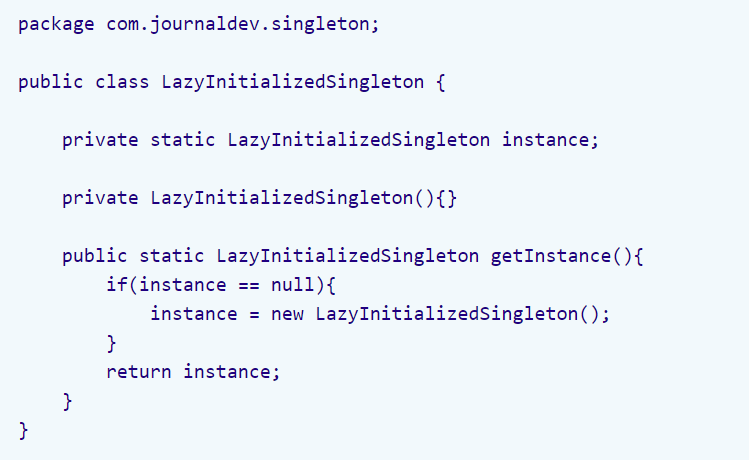 package com.journaldev.singleton;
public class LazyInitializedSingleton {
    private static LazyInitializedSingleton instance;
    private LazyInitializedSingleton(){}
    public static LazyInitializedSingleton getInstance(){
        if(instance == null){
            instance = new LazyInitializedSingleton();
        }
        return instance;
    }
}